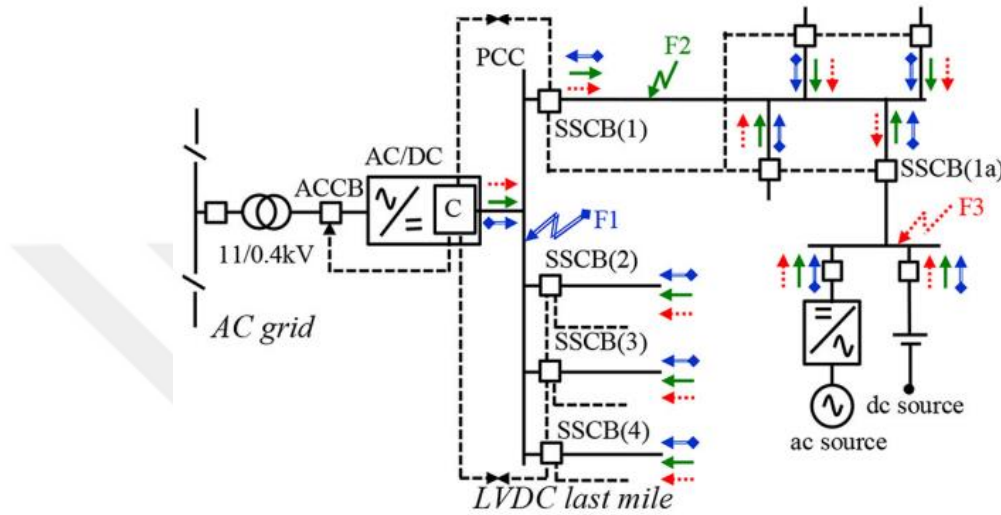 PCC
F2
SSCB(1)
SSCB(1a)
ACCB
AC/DC
C
F1
F3
11/0.4kV
SSCB(2)
AC grid
SSCB(3)
SSCB(4)
dc source
ac source
LVDC last mile